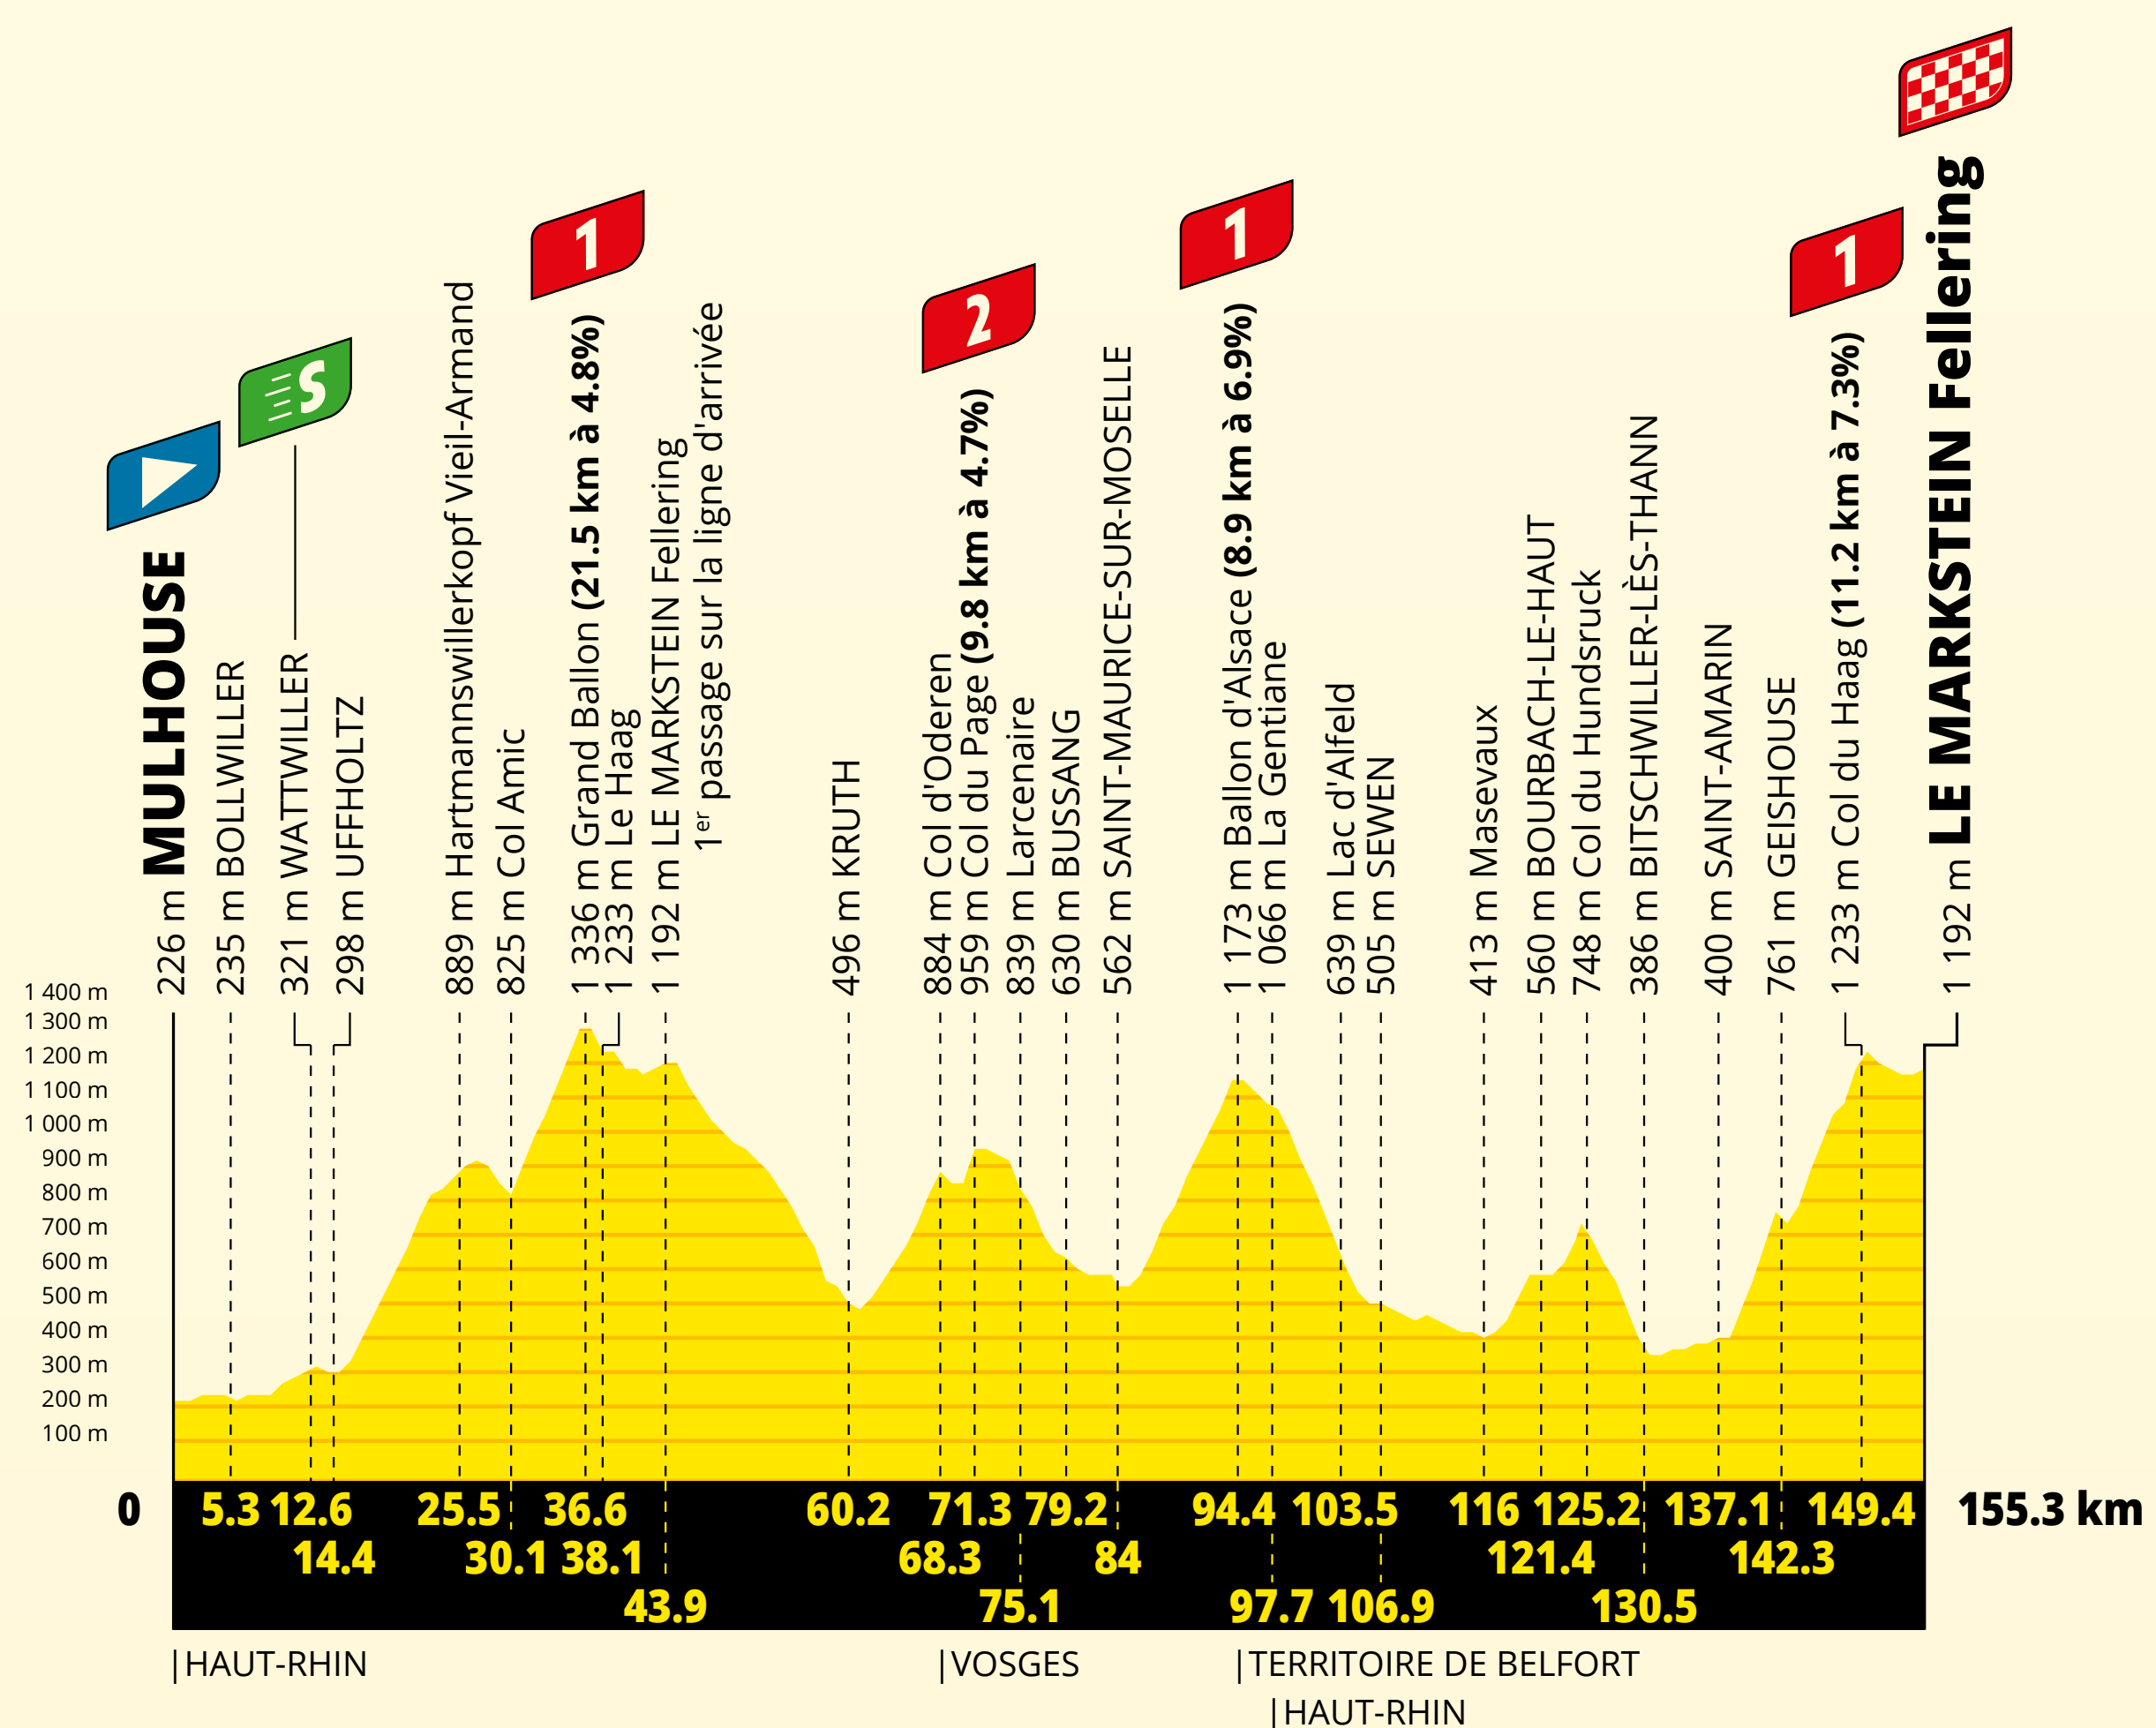 1
1
1
2
S
226 m MULHOUSE
235 m BOLLWILLER
321 m WATTWILLER
298 m UFFHOLTZ
889 m Hartmannswillerkopf Vieil-Armand
825 m Col Amic
1 336 m Grand Ballon (21.5 km à 4.8%)
1 233 m Le Haag
1 192 m LE MARKSTEIN Fellering
1er passage sur la ligne d'arrivée
496 m KRUTH
884 m Col d'Oderen
959 m Col du Page (9.8 km à 4.7%)
839 m Larcenaire
630 m BUSSANG
562 m SAINT-MAURICE-SUR-MOSELLE
1 173 m Ballon d'Alsace (8.9 km à 6.9%)
1 066 m La Gentiane
639 m Lac d'Alfeld
505 m SEWEN
413 m Masevaux
560 m BOURBACH-LE-HAUT
748 m Col du Hundsruck
386 m BITSCHWILLER-LÈS-THANN
400 m SAINT-AMARIN
761 m GEISHOUSE
1 233 m Col du Haag (11.2 km à 7.3%)
1 192 m LE MARKSTEIN Fellering
1 400 m
1 300 m
1 200 m
1 100 m
1 000 m
900 m
800 m
700 m
600 m
500 m
400 m
300 m
200 m
100 m
0 5.3 12.6 25.5 36.6 60.2 71.3 79.2 94.4 103.5 116 125.2 137.1 149.4 155.3 km
14.4 30.1 38.1 68.3 84 121.4 142.3
43.9 75.1 97.7 106.9 130.5
|HAUT-RHIN |VOSGES |TERRITOIRE DE BELFORT
|HAUT-RHIN